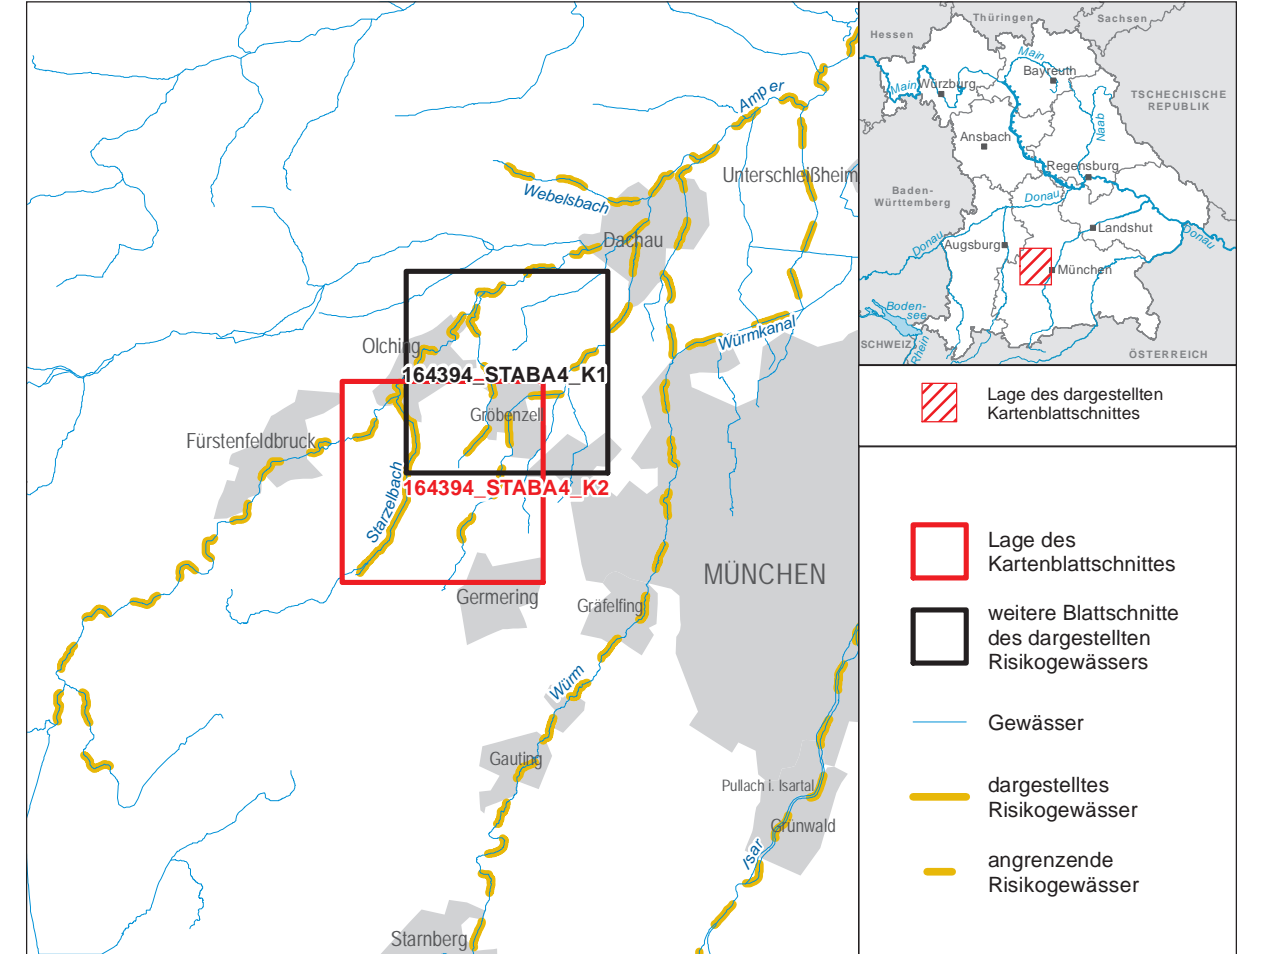 Amper
Unterschleißheim
Webelsbach
Dachau
Würmkanal
Olching
164394_STABA4_K1
Gröbenzell
Fürstenfeldbruck
164394_STABA4_K2
Starzelbach
MÜNCHEN
Germering
Gräfelfing
Würm
Gauting
Pullach i. Isartal
Grünwald
Isar
Starnberg
Thüringen
Sachsen
Hessen
Main
Bayreuth
Main
Würzburg
TSCHECHISCHE
REPUBLIK
Naab
Ansbach
Regensburg
Baden-
Württemberg
Donau
Landshut
Donau
Donau
Augsburg
München
Boden-
see
SCHWEIZ
Rhein
ÖSTERREICH
Lage des dargestellten
Kartenblattschnittes
Lage des
Kartenblattschnittes
weitere Blattschnitte
des dargestellten
Risikogewässers
Gewässer
dargestelltes
Risikogewässer
angrenzende
Risikogewässer